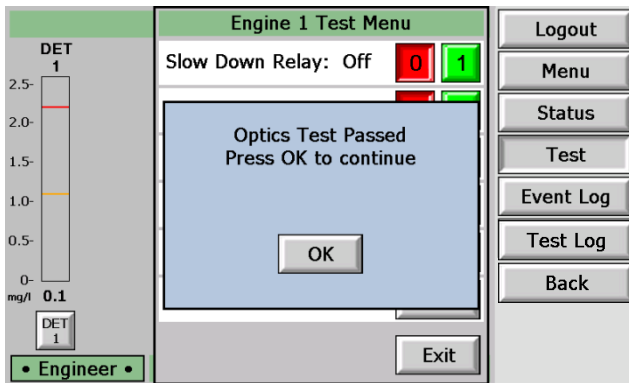 Engine 1 Test Menu
DET
1
2.5-
2.0-
1.5-
1.0-
0.5-
0-
mg/l 0.1
DET
1
• Engineer •
Slow Down Relay: Off 0 1
Optics Test Passed
Press OK to continue
OK
Exit
Logout
Menu
Status
Test
Event Log
Test Log
Back